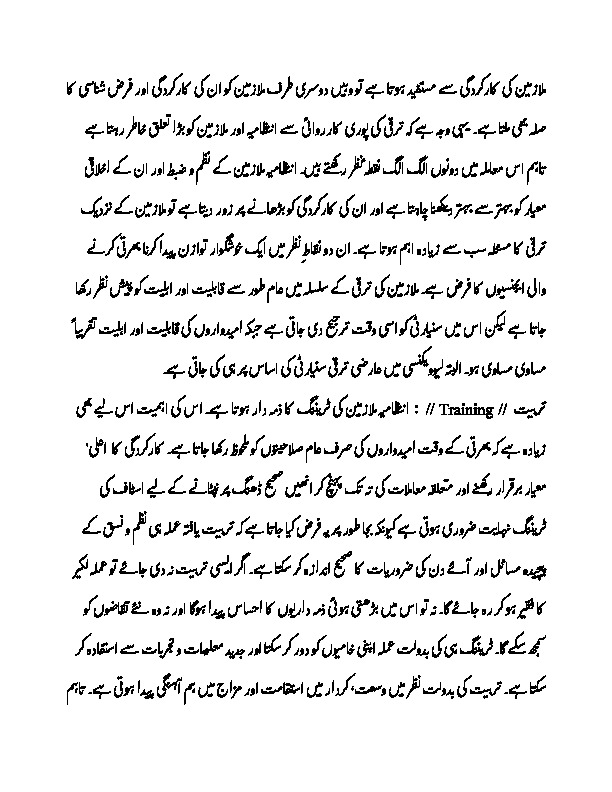 ملازمین کی کارکردگی سے مستفید ہوتا ہے تو وہیں دوسری طرف ملازمین کو ان کی کارکردگی اور فرض شناسی کا
صلہ بھی ملتا ہے۔ یہی وجہ ہے کہ ترقی کی پوری کارروائی سے انتظامیہ اور ملازمین کو بڑا تعلق خاطر رہتا ہے
تاہم اس معاملہ میں دونوں الگ الگ نقطہ نظر رکھتے ہیں۔ انتظامیہ ملازمین کے نظم و ضبط اور ان کے اخلاقی
معیار کو بہتر سے بہتر دیکھنا چاہتا ہے اور ان کی کارکردگی کو بڑھانے پر زور دیتا ہے تو ملازمین کے نزدیک
ترقی کا مسئلہ سب سے زیادہ اہم ہوتا ہے۔ ان دو نقاطِ نظر میں ایک خوشگوار توازن پیدا کرنا بھرتی کرنے
والی ایجنسیوں کا فرض ہے۔ ملازمین کی ترقی کے سلسلہ میں عام طور سے قابلیت اور اہلیت کو پیش نظر رکھا
جاتا ہے لیکن اس میں سنیارٹی کو اسی وقت ترجیح دی جاتی ہے جبکہ امیدواروں کی قابلیت اور اہلیت تقریباً
مساوی مساوی ہو۔ البتہ لیوویکنسی میں عارضی ترقی سنیارٹی کی اساس پر ہی کی جاتی ہے۔
تربیت // Training // : انتظامیہ ملازمین کی ٹریننگ کا ذمہ دار ہوتا ہے۔ اس کی اہمیت اس لیے بھی
زیادہ ہے کہ بھرتی کے وقت امیدواروں کی صرف عام صلاحیتوں کو ملحوظ رکھا جاتا ہے۔ کارکردگی کا اعلیٰ
معیار برقرار رکھنے اور متعلقہ معاملات کی تہ تک پہنچ کر انھیں صحیح ڈھنگ پر نپٹانے کے لیے اسٹاف کی
ٹریننگ نہایت ضروری ہوتی ہے کیونکہ بجا طور پر یہ فرض کیا جاتا ہے کہ تربیت یافتہ عملہ ہی نظم و نسق کے
پیچیدہ مسائل اور آئے دن کی ضروریات کا صحیح اندازہ کر سکتا ہے۔ اگر ایسی تربیت نہ دی جائے تو عملہ لکیر
کا فقیر ہو کر رہ جائے گا۔ نہ تو اس میں بڑھتی ہوئی ذمہ داریوں کا احساس پیدا ہوگا اور نہ وہ نئے تقاضوں کو
سمجھ سکے گا۔ ٹریننگ ہی کی بدولت عملہ اپنی خامیوں کو دور کر سکتا اور جدید معلومات و تجربات سے استفادہ کر
سکتا ہے۔ تربیت کی بدولت نظر میں وسعت، کردار میں استقامت اور مزاج میں ہم آہنگی پیدا ہوتی ہے۔ تاہم